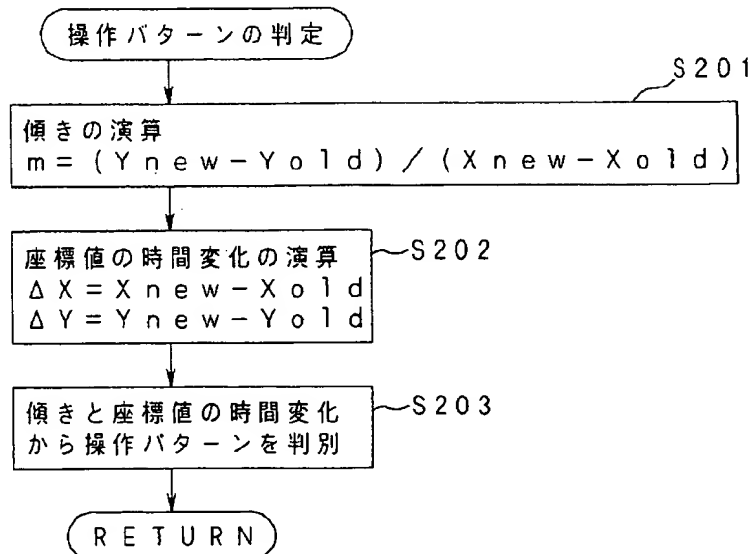 操作パターンの判定
S201
傾きの演算
m=(Ynew-Yold)/(Xnew-Xold)
座標値の時間変化の演算
S202
ΔX=Xnew-Xold
ΔY=Ynew-Yold
傾きと座標値の時間変化
S203
から操作パターンを判別
RETURN